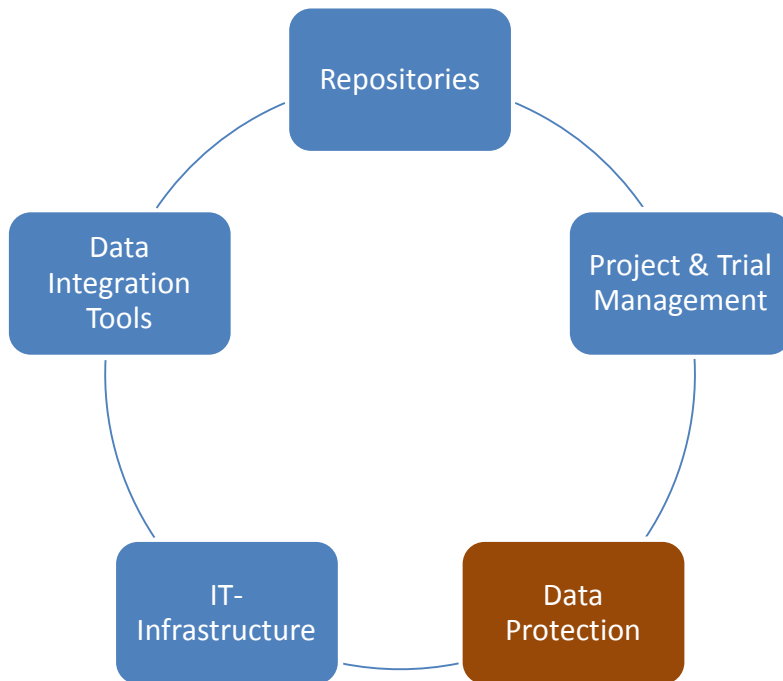 Repositories
Project & Trial
Management
Data
Protection
IT-
Infrastructure
Data
Integration
Tools